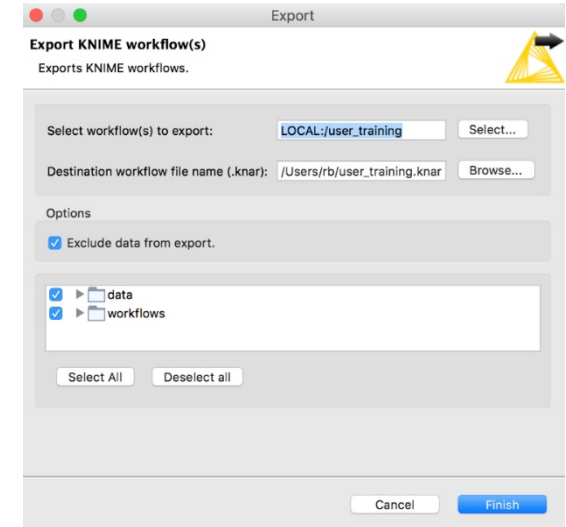 Export
Export KNIME workflow(s)
Exports KNIME workflows.
Select workflow(s) to export: LOCAL:/user_training Select...
Destination workflow file name (.knar): /Users/rb/user_training.knar Browse...
Options
Exclude data from export.
data
workflows
Select All Deselect all
Cancel Finish